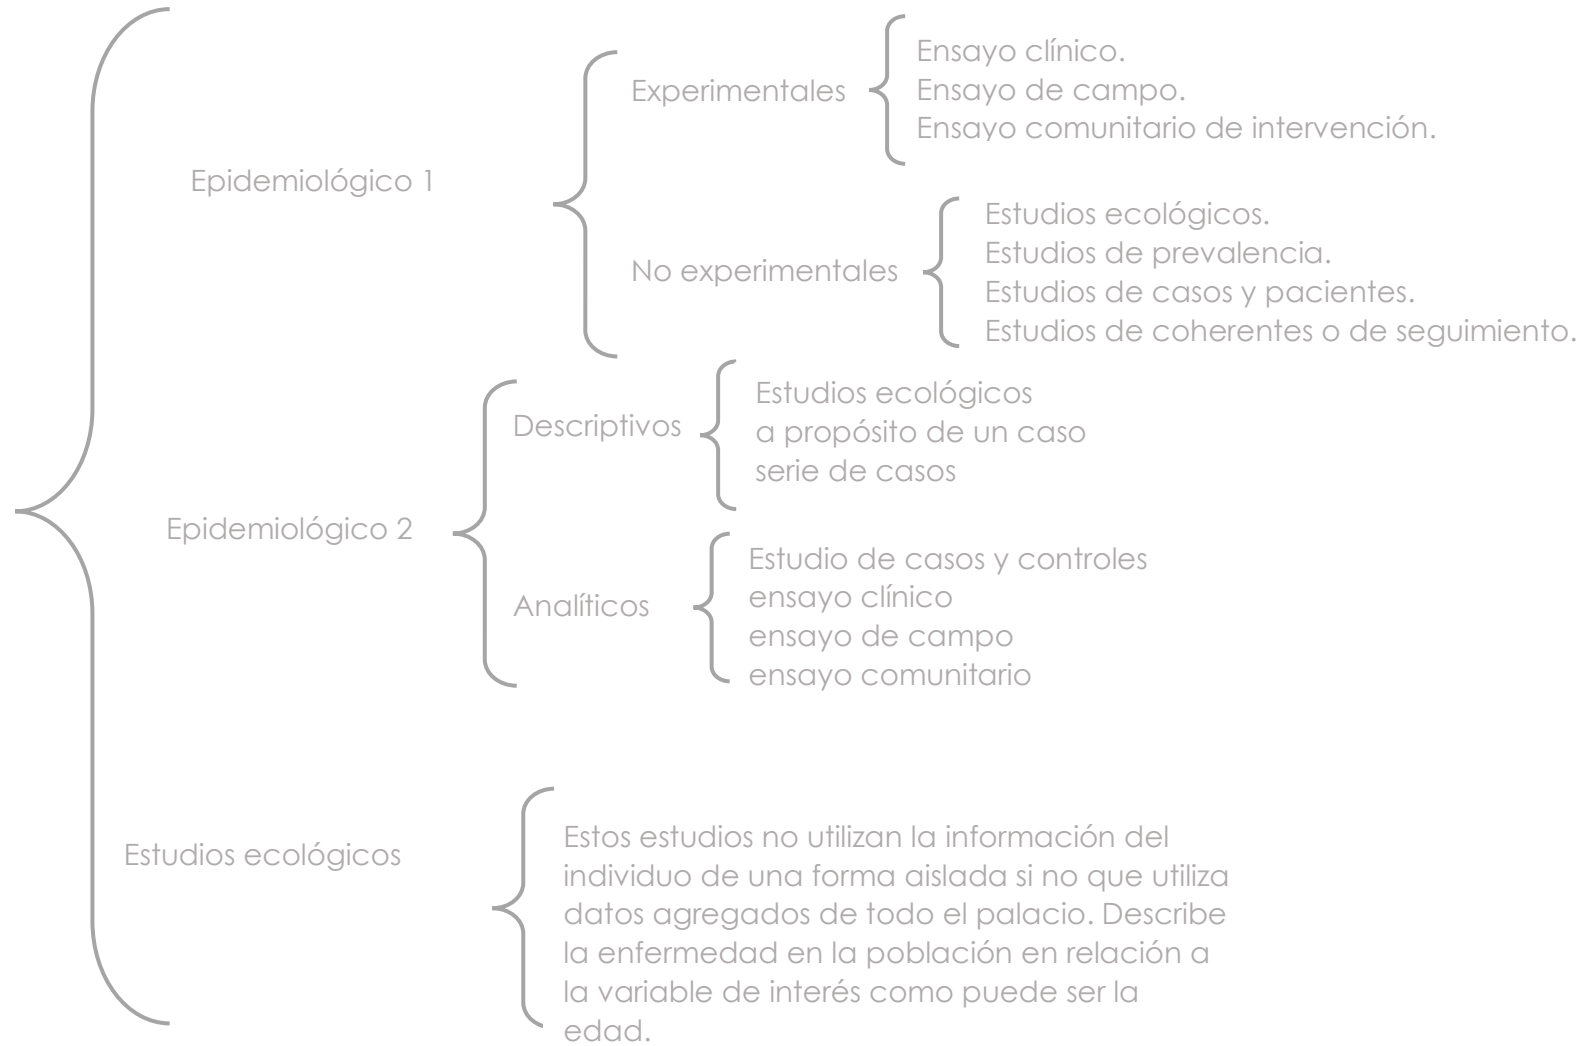 Epidemiológico 1
Experimentales
Ensayo clínico.
Ensayo de campo.
Ensayo comunitario de intervención.
No experimentales
Estudios ecológicos.
Estudios de prevalencia.
Estudios de casos y pacientes.
Estudios de coherentes o de seguimiento.
Epidemiológico 2
Descriptivos
Estudios ecológicos
a propósito de un caso
serie de casos
Analíticos
Estudio de casos y controles
ensayo clínico
ensayo de campo
ensayo comunitario
Estudios ecológicos
Estos estudios no utilizan la información del
individuo de una forma aislada si no que utiliza
datos agregados de todo el palacio. Describe
la enfermedad en la población en relación a
la variable de interés como puede ser la
edad.